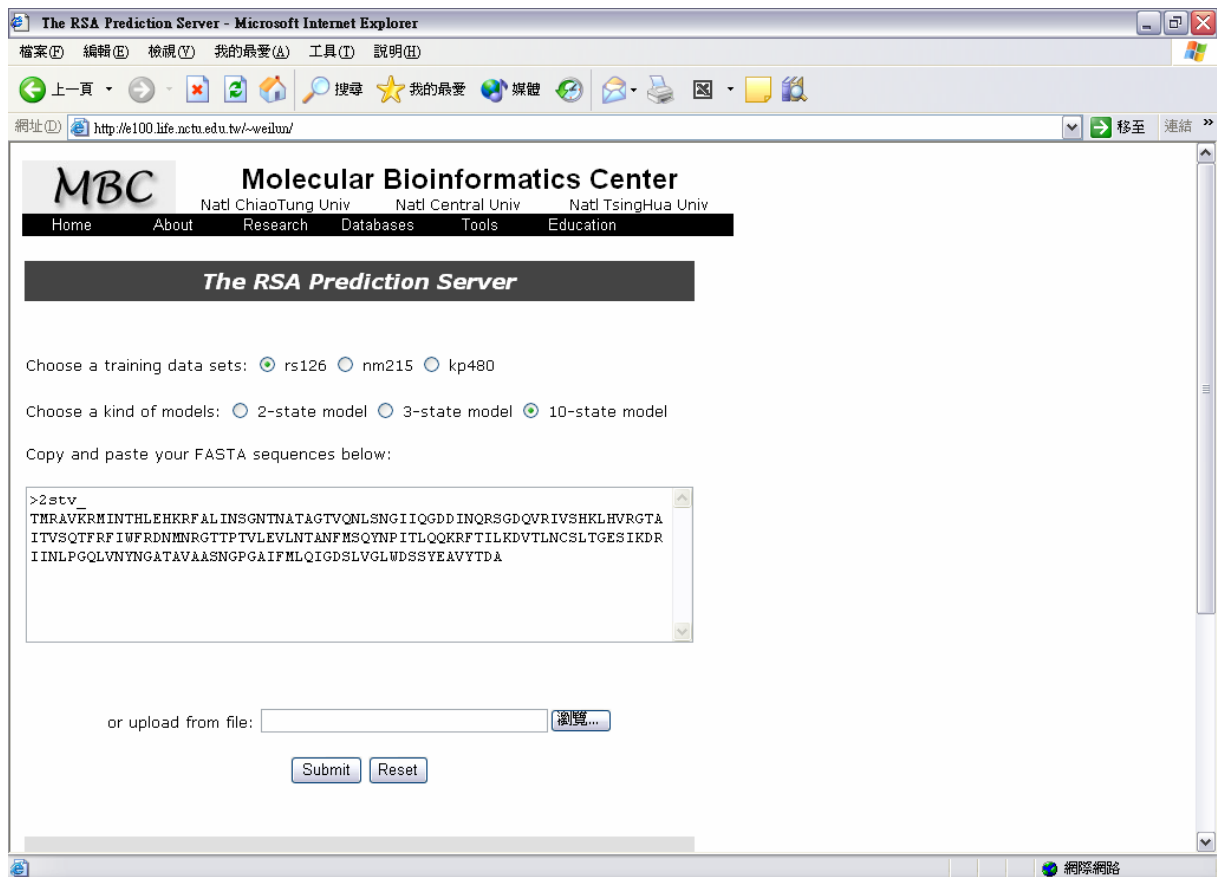 The RSA Prediction Server - Microsoft Internet Explorer
檔案(F) 編輯(E) 檢視(V) 我的最愛(A) 工具(T) 說明(H)
上一頁 搜尋 我的最愛 媒體
網址(D) http://e100.life.nctu.edu.tw/~weilun/ 移至 連結 »
MBC Molecular Bioinformatics Center
Natl ChiaoTung Univ Natl Central Univ Natl TsingHua Univ
Home About Research Databases Tools Education
The RSA Prediction Server
Choose a training data sets: rs126 nm215 kp480
Choose a kind of models: 2-state model 3-state model 10-state model
Copy and paste your FASTA sequences below:
>2stv_
TMRAVKRMINTHLEHKRFALINSGNTNATAGTVQNLSNGIIQGDDINQRSGDQVRIVSHKLHVRGTA
ITVSQTFRFIWFRDNMNRGTTPTVLEVLNTANFMSQYNPITLQQKRFTILKDVTLNCSLTGESIKDR
IINLPGQLVNYNGATAVAASNGPGAIFMLQIGDSLVGLWDSSYEAVYTDA
or upload from file: 瀏覽...
Submit Reset
網際網路